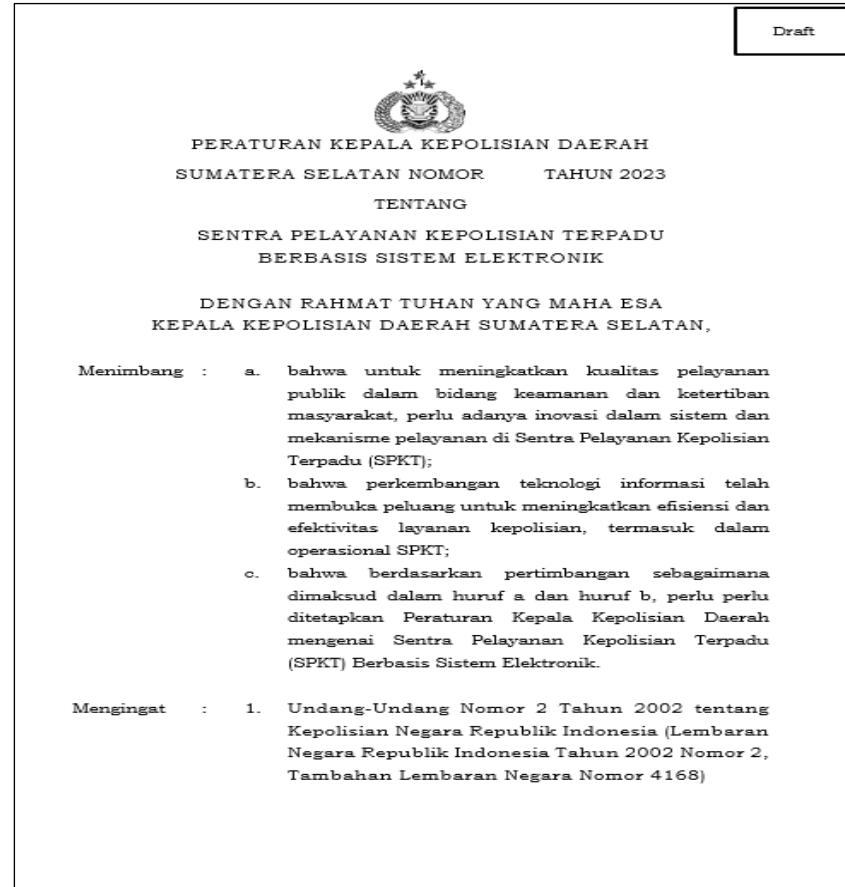 Draft
PERATURAN KEPALA KEPOLISIAN DAERAH
SUMATERA SELATAN NOMOR TAHUN 2023
TENTANG
SENTRA PELAYANAN KEPOLISIAN TERPADU
BERBASIS SISTEM ELEKTRONIK
DENGAN RAHMAT TUHAN YANG MAHA ESA
KEPALA KEPOLISIAN DAERAH SUMATERA SELATAN,
Menimbang : a. bahwa untuk meningkatkan kualitas pelayanan
publik dalam bidang keamanan dan ketertiban
masyarakat, perlu adanya inovasi dalam sistem dan
mekanisme pelayanan di Sentra Pelayanan Kepolisian
Terpadu (SPKT);
b. bahwa perkembangan teknologi informasi telah
membuka peluang untuk meningkatkan efisiensi dan
efektivitas layanan kepolisian, termasuk dalam
operasional SPKT;
c. bahwa berdasarkan pertimbangan sebagaimana
dimaksud dalam huruf a dan huruf b, perlu perlu
ditetapkan Peraturan Kepala Kepolisian Daerah
mengenai Sentra Pelayanan Kepolisian Terpadu
(SPKT) Berbasis Sistem Elektronik.
Mengingat : 1. Undang-Undang Nomor 2 Tahun 2002 tentang
Kepolisian Negara Republik Indonesia (Lembaran
Negara Republik Indonesia Tahun 2002 Nomor 2,
Tambahan Lembaran Negara Nomor 4168)